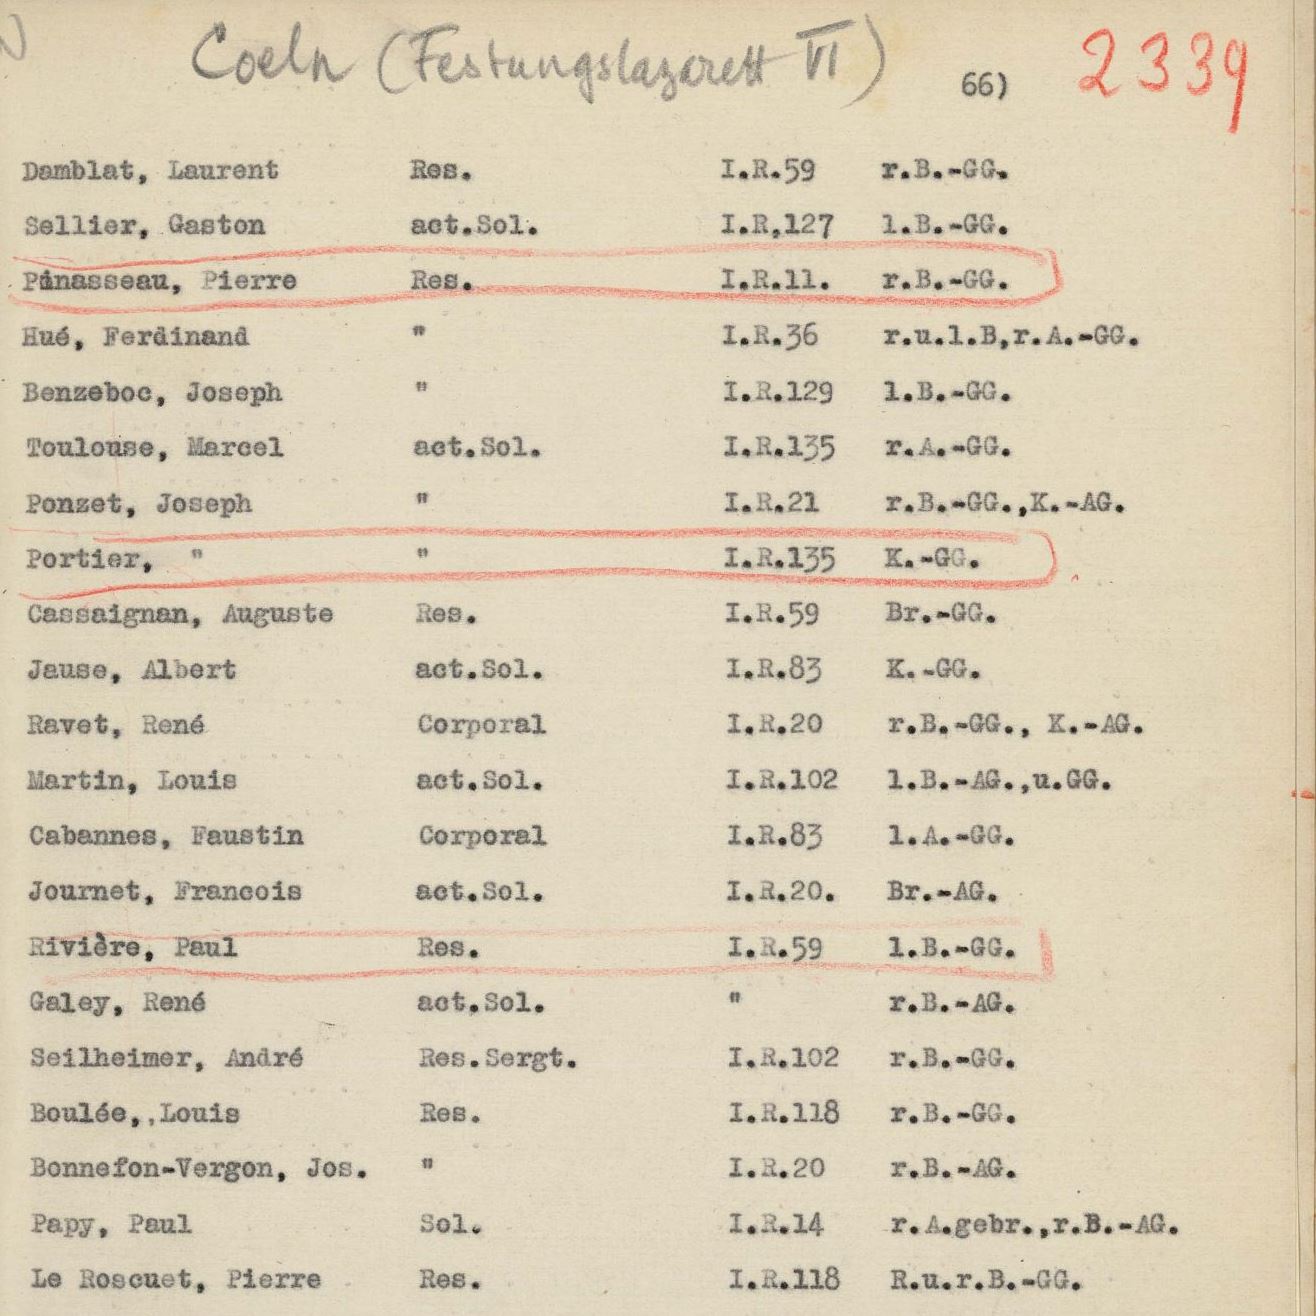 Coeln (Festungslazarett VI) 66) 2339
Damblat, Laurent Res. I.R.59 r.B.-GG.
Sellier, Gaston act.Sol. I.R.127 l.B.-GG.
Pinasseau, Pierre Res. I.R.11. r.B.-GG.
Hué, Ferdinand " I.R.36 r.u.l.B,r.A.-GG.
Benzeboc, Joseph " I.R.129 l.B.-GG.
Toulouse, Marcel act.Sol. I.R.135 r.A.-GG.
Ponzet, Joseph " I.R.21 r.B.-GG.,K.-AG.
Portier, " " I.R.135 K.-GG.
Cassaignan, Auguste Res. I.R.59 Br.-GG.
Jause, Albert act.Sol. I.R.83 K.-GG.
Ravet, René Corporal I.R.20 r.B.-GG., K.-AG.
Martin, Louis act.Sol. I.R.102 l.B.-AG.,u.GG.
Cabannes, Faustin Corporal I.R.83 l.A.-GG.
Journet, Francois act.Sol. I.R.20. Br.-AG.
Rivière, Paul Res. I.R.59 l.B.-GG.
Galey, René act.Sol. " r.B.-AG.
Seilheimer, André Res.Sergt. I.R.102 r.B.-GG.
Boulée,,Louis Res. I.R.118 r.B.-GG.
Bonnefon-Vergon, Jos. " I.R.20 r.B.-AG.
Papy, Paul Sol. I.R.14 r.A.gebr.,r.B.-AG.
Le Roscuet, Pierre Res. I.R.118 R.u.r.B.-GG.